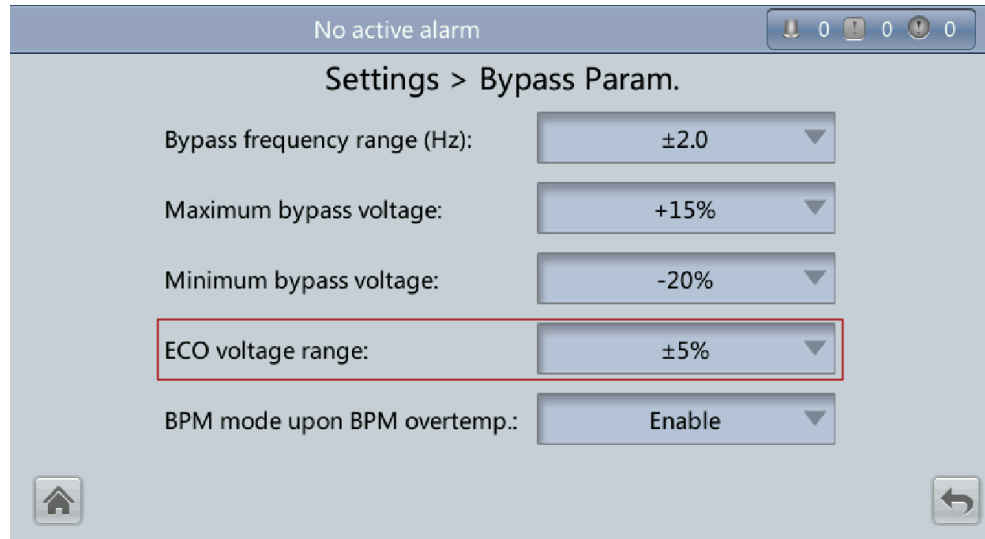 No active alarm 0 0 0
Settings > Bypass Param.
Bypass frequency range (Hz): ±2.0
Maximum bypass voltage: +15%
Minimum bypass voltage: -20%
ECO voltage range: ±5%
BPM mode upon BPM overtemp.: Enable